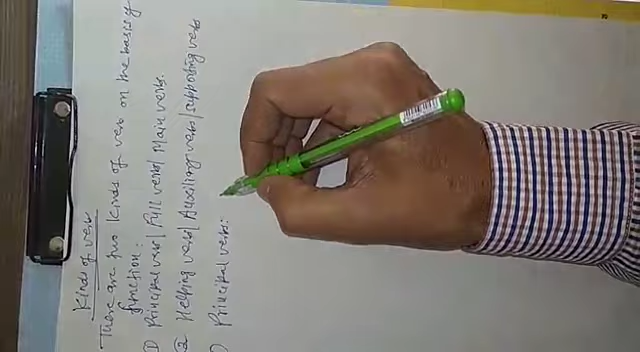 Kinds of verb
There are two kinds of verb on the basis of
function:
① Principal verb/Full verb/Main verb.
② Helping verb/Auxiliary verb/supporting verb
Principal verb: